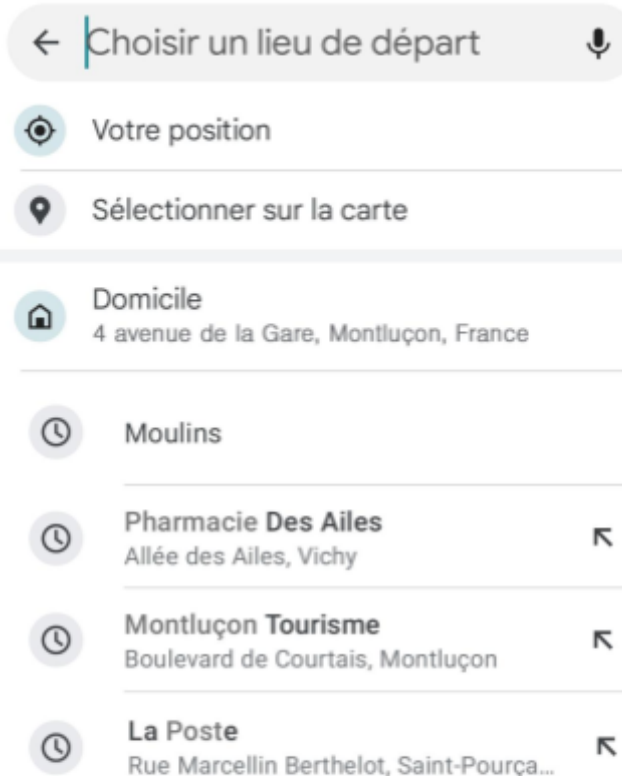 Choisir un lieu de départ
Votre position
Sélectionner sur la carte
Domicile
4 avenue de la Gare, Montluçon, France
Moulins
Pharmacie Des Ailes
Allée des Ailes, Vichy
Montluçon Tourisme
Boulevard de Courtais, Montluçon
La Poste
Rue Marcellin Berthelot, Saint-Pourça...